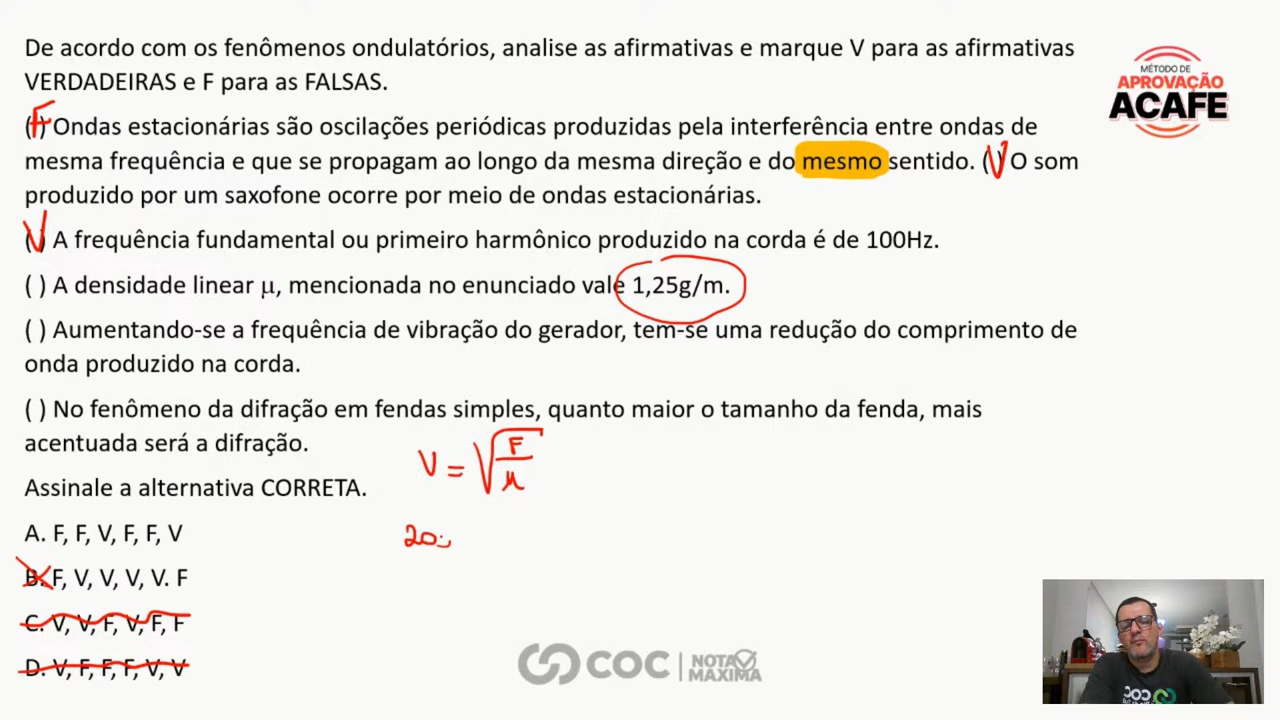 De acordo com os fenômenos ondulatórios, analise as afirmativas e marque V para as afirmativas
VERDADEIRAS e F para as FALSAS.
(F) Ondas estacionárias são oscilações periódicas produzidas pela interferência entre ondas de
mesma frequência e que se propagam ao longo da mesma direção e do mesmo sentido. (V) O som
produzido por um saxofone ocorre por meio de ondas estacionárias.
(V) A frequência fundamental ou primeiro harmônico produzido na corda é de 100Hz.
( ) A densidade linear μ, mencionada no enunciado vale 1,25g/m.
( ) Aumentando-se a frequência de vibração do gerador, tem-se uma redução do comprimento de
onda produzido na corda.
( ) No fenômeno da difração em fendas simples, quanto maior o tamanho da fenda, mais
acentuada será a difração.
V = √(F/μ)
Assinale a alternativa CORRETA.
A. F, F, V, F, F, V
20=
B. F, V, V, V, V. F
C. V, V, F, V, F, F
D. V, F, F, F, V, V
MÉTODO DE
APROVAÇÃO
ACAFE
COC | NOTA
MÁXIMA
COC